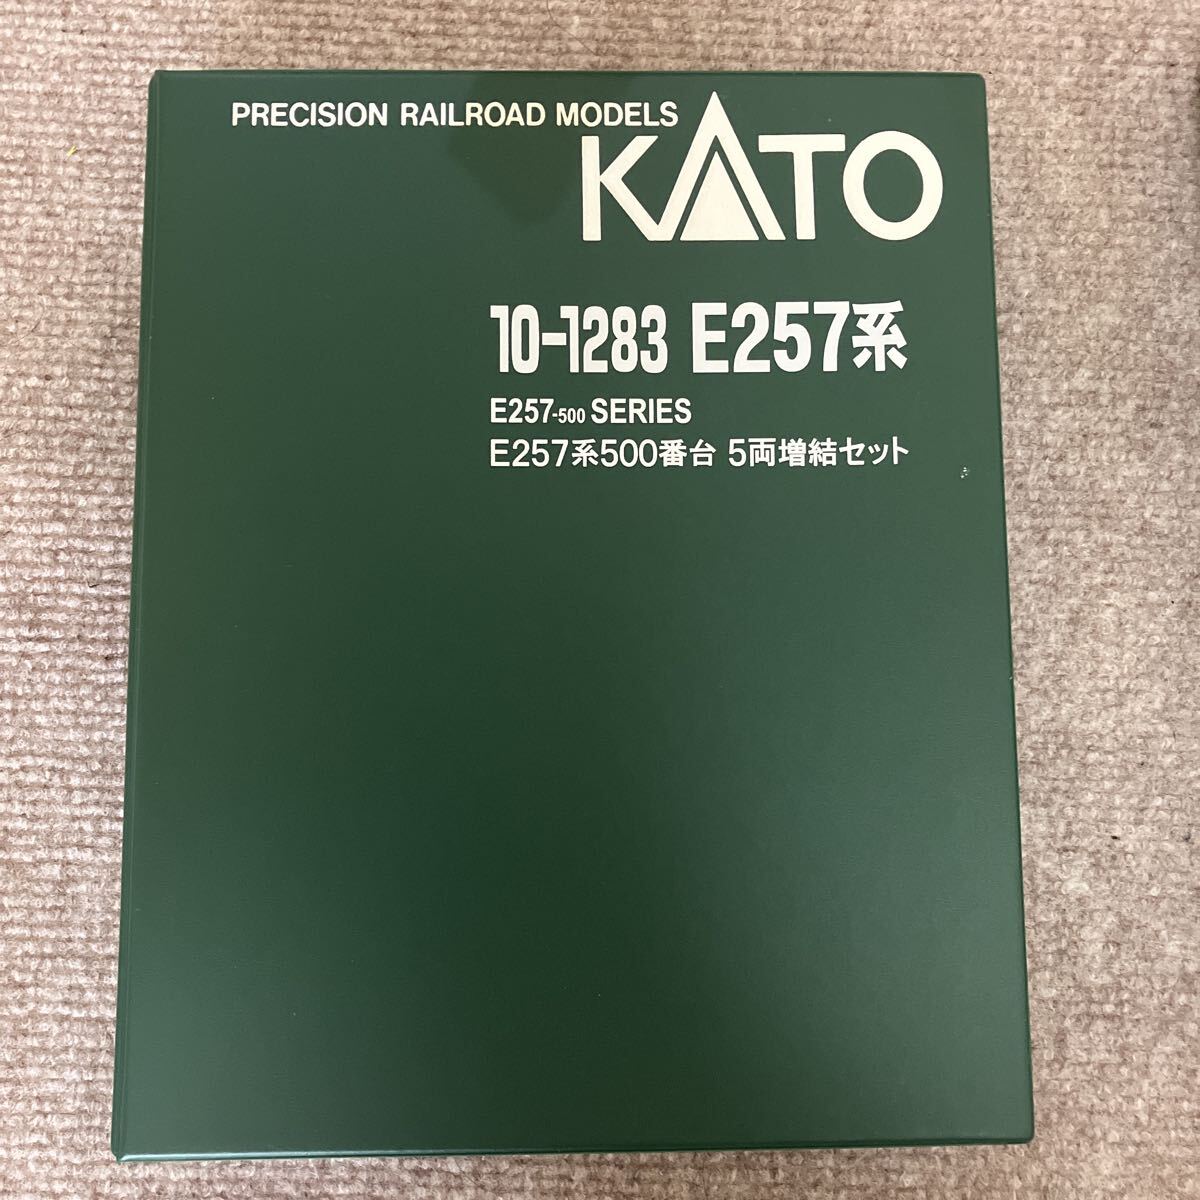 PRECISION RAILROAD MODELS
KATO
10-1283 E257系
E257-500 SERIES
E257系500番台 5両増結セット